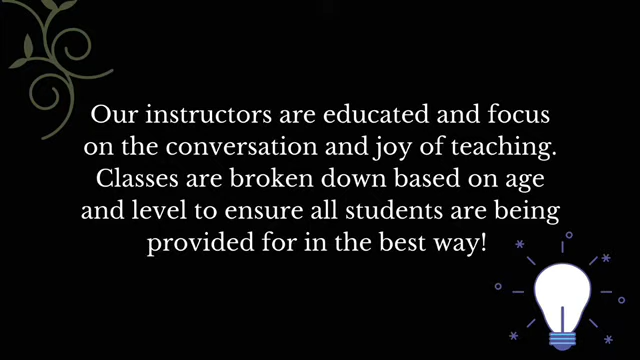 Our instructors are educated and focus
on the conversation and joy of teaching.
Classes are broken down based on age
and level to ensure all students are being
provided for in the best way!